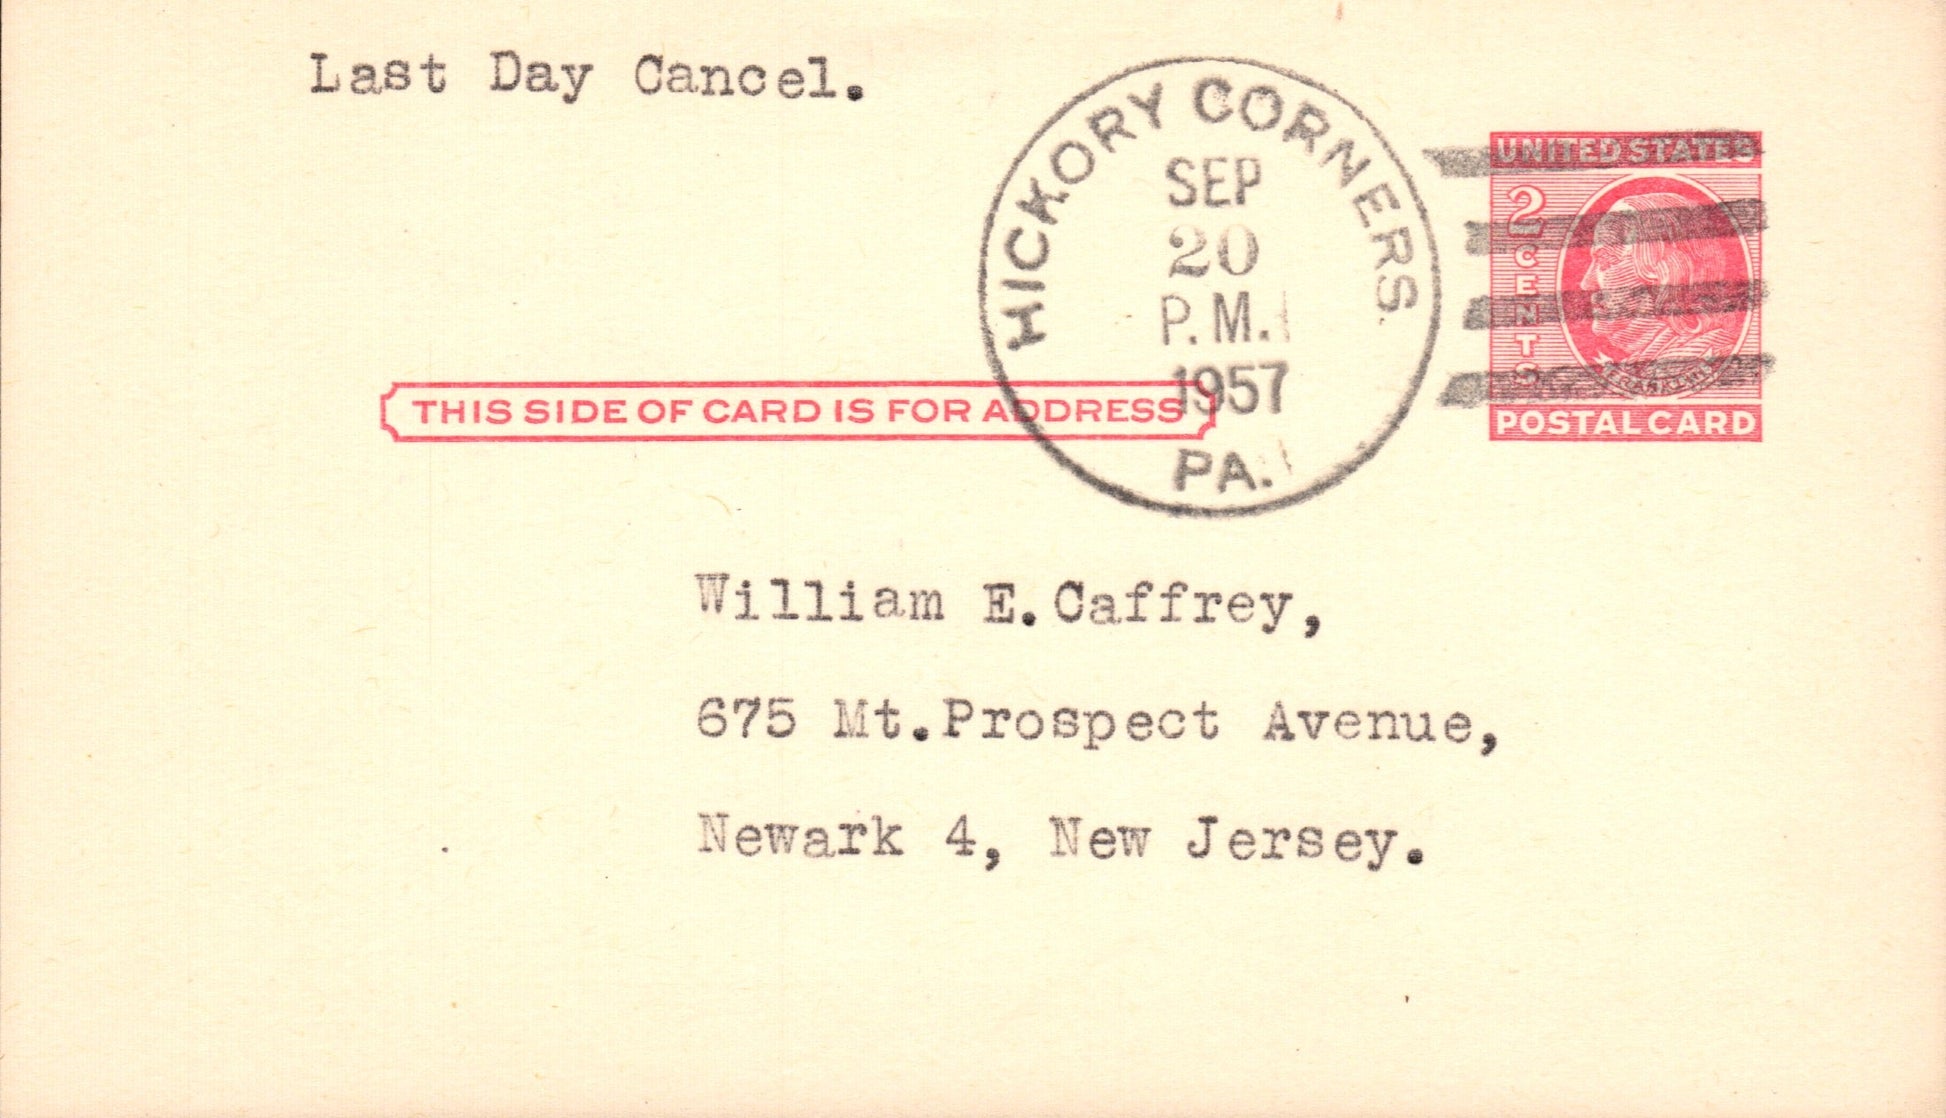 Last Day Cancel.
HICKORY CORNERS.
SEP
20
P.M.
1957
PA.
UNITED STATES
2 CENTS
FRANKLIN
POSTAL CARD
THIS SIDE OF CARD IS FOR ADDRESS
William E.Caffrey,
675 Mt.Prospect Avenue,
Newark 4, New Jersey.